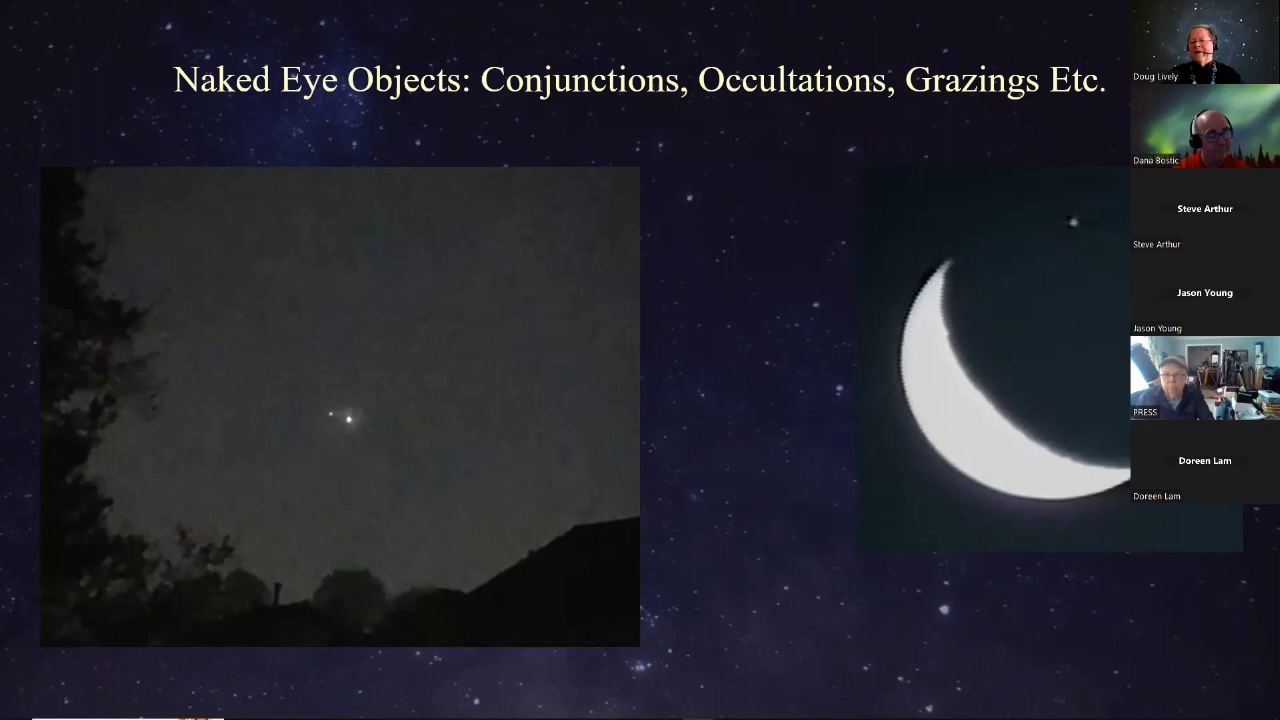 Naked Eye Objects: Conjunctions, Occultations, Grazings Etc.
Doug Lively
Dana Bostic
Steve Arthur
Steve Arthur
Jason Young
Jason Young
PRESS
Doreen Lam
Doreen Lam